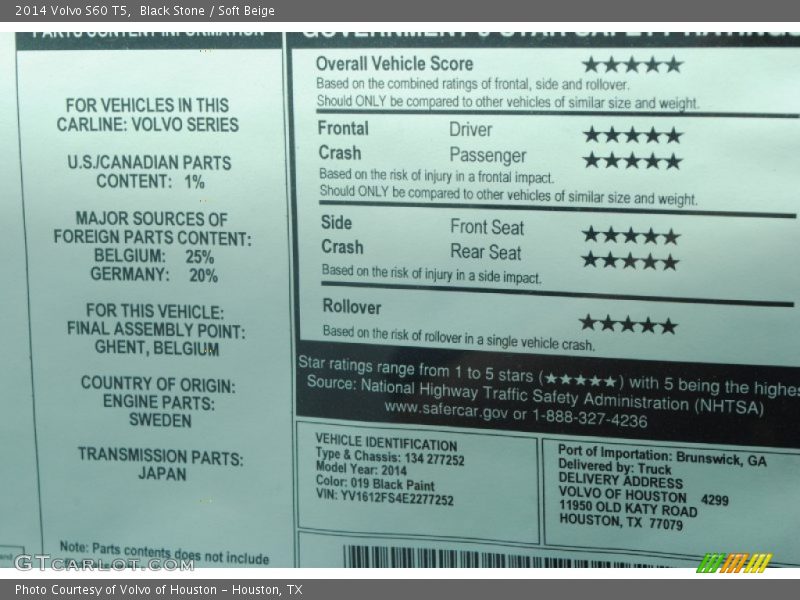 2014 Volvo S60 T5,  Black Stone / Soft Beige
PARTS CONTENT INFORMATION
FOR VEHICLES IN THIS
CARLINE: VOLVO SERIES
U.S./CANADIAN PARTS
CONTENT: 1%
MAJOR SOURCES OF
FOREIGN PARTS CONTENT:
BELGIUM: 25%
GERMANY: 20%
FOR THIS VEHICLE:
FINAL ASSEMBLY POINT:
GHENT, BELGIUM
COUNTRY OF ORIGIN:
ENGINE PARTS:
SWEDEN
TRANSMISSION PARTS:
JAPAN
Note: Parts contents does not include
GOVERNMENT 5-STAR SAFETY RATINGS
Overall Vehicle Score ★★★★★
Based on the combined ratings of frontal, side and rollover.
Should ONLY be compared to other vehicles of similar size and weight.
Frontal Driver ★★★★★
Crash Passenger ★★★★★
Based on the risk of injury in a frontal impact.
Should ONLY be compared to other vehicles of similar size and weight.
Side Front Seat ★★★★★
Crash Rear Seat ★★★★★
Based on the risk of injury in a side impact.
Rollover ★★★★★
Based on the risk of rollover in a single vehicle crash.
Star ratings range from 1 to 5 stars (★★★★★) with 5 being the highes
Source: National Highway Traffic Safety Administration (NHTSA)
www.safercar.gov or 1-888-327-4236
VEHICLE IDENTIFICATION
Type & Chassis: 134 277252
Model Year: 2014
Color: 019 Black Paint
VIN: YV1612FS4E2277252
Port of Importation: Brunswick, GA
Delivered by: Truck
DELIVERY ADDRESS
VOLVO OF HOUSTON 4299
11950 OLD KATY ROAD
HOUSTON, TX 77079
GTCarLot.com
Photo Courtesy of Volvo of Houston – Houston, TX